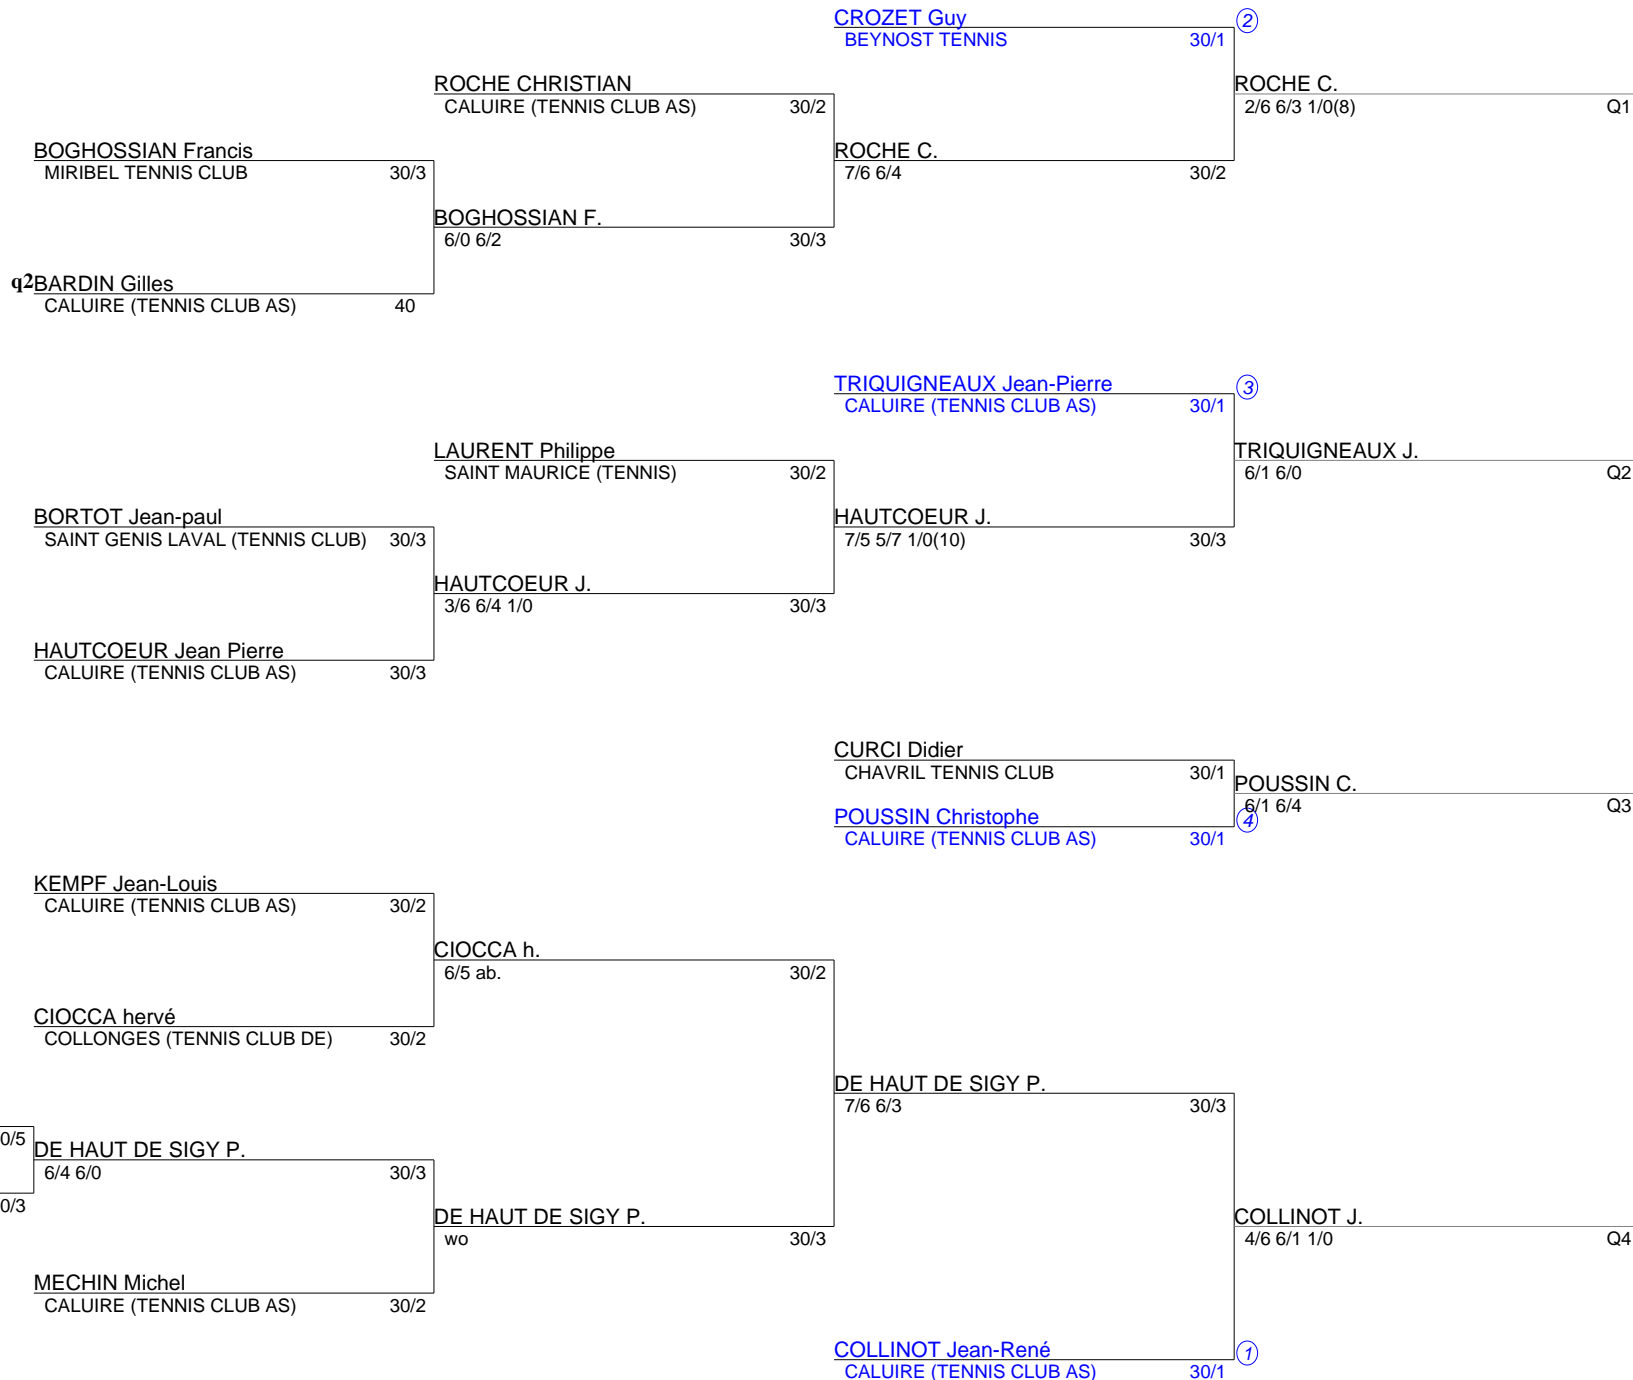 CROZET Guy 2
BEYNOST TENNIS 30/1
ROCHE CHRISTIAN ROCHE C.
CALUIRE (TENNIS CLUB AS) 30/2 2/6 6/3 1/0(8) Q1
BOGHOSSIAN Francis ROCHE C.
MIRIBEL TENNIS CLUB 30/3 7/6 6/4 30/2
BOGHOSSIAN F.
6/0 6/2 30/3
q2 BARDIN Gilles
CALUIRE (TENNIS CLUB AS) 40
TRIQUIGNEAUX Jean-Pierre 3
CALUIRE (TENNIS CLUB AS) 30/1
LAURENT Philippe TRIQUIGNEAUX J.
SAINT MAURICE (TENNIS) 30/2 6/1 6/0 Q2
BORTOT Jean-paul HAUTCOEUR J.
SAINT GENIS LAVAL (TENNIS CLUB) 30/3 7/5 5/7 1/0(10) 30/3
HAUTCOEUR J.
3/6 6/4 1/0 30/3
HAUTCOEUR Jean Pierre
CALUIRE (TENNIS CLUB AS) 30/3
CURCI Didier
CHAVRIL TENNIS CLUB 30/1
POUSSIN C.
6/1 6/4 Q3
POUSSIN Christophe 4
CALUIRE (TENNIS CLUB AS) 30/1
KEMPF Jean-Louis
CALUIRE (TENNIS CLUB AS) 30/2
CIOCCA h.
6/5 ab. 30/2
CIOCCA hervé
COLLONGES (TENNIS CLUB DE) 30/2
DE HAUT DE SIGY P.
7/6 6/3 30/3
0/5
DE HAUT DE SIGY P.
6/4 6/0 30/3
0/3
DE HAUT DE SIGY P. COLLINOT J.
wo 30/3 4/6 6/1 1/0 Q4
MECHIN Michel
CALUIRE (TENNIS CLUB AS) 30/2
COLLINOT Jean-René 1
CALUIRE (TENNIS CLUB AS) 30/1